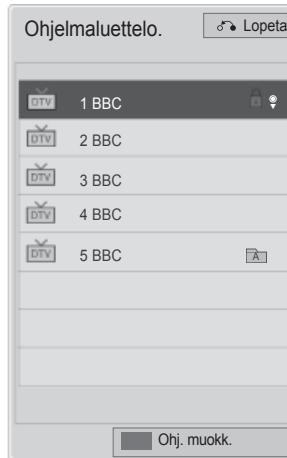 Ohjelmaluettelo.
Lopeta
DTV 1 BBC
DTV 2 BBC
DTV 3 BBC
DTV 4 BBC
DTV 5 BBC A
Ohj. muokk.